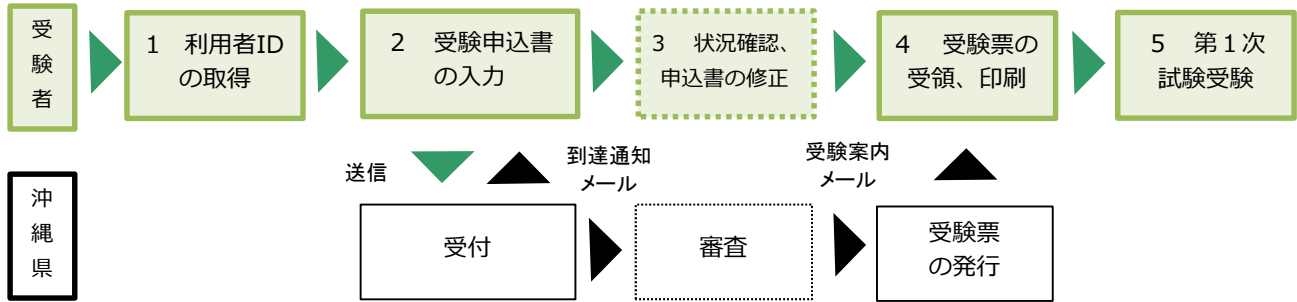 受
験
者
1　利用者ID
の取得
2　受験申込書
の入力
3　状況確認、
申込書の修正
4　受験票の
受領、印刷
5　第１次
試験受験
送信
到達通知
メール
受験案内
メール
沖
縄
県
受付
審査
受験票
の発行